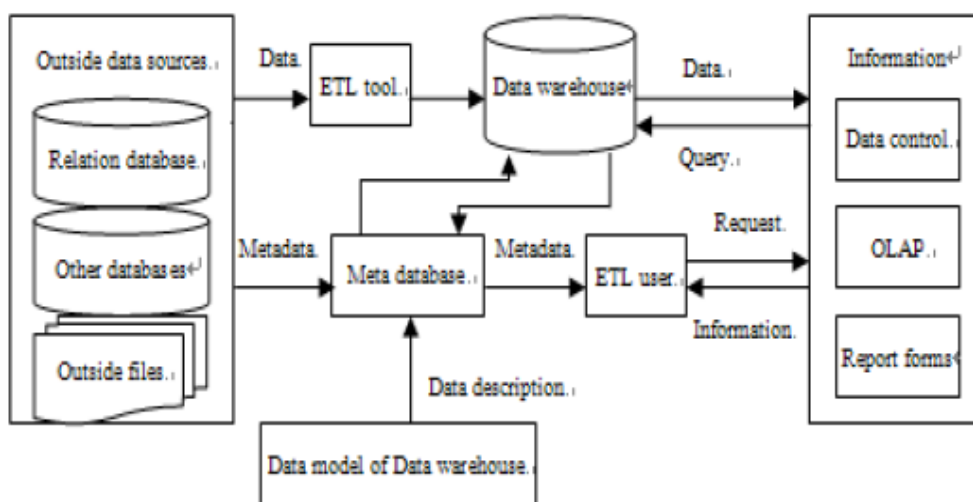 Outside data sources.
Relation database.
Other databases
Outside files.
Data.
ETL tool.
Data warehouse
Data.
Query.
Metadata.
Meta database.
Metadata.
ETL user.
Request.
Information.
Data description.
Data model of Data warehouse.
Information
Data control.
OLAP.
Report forms